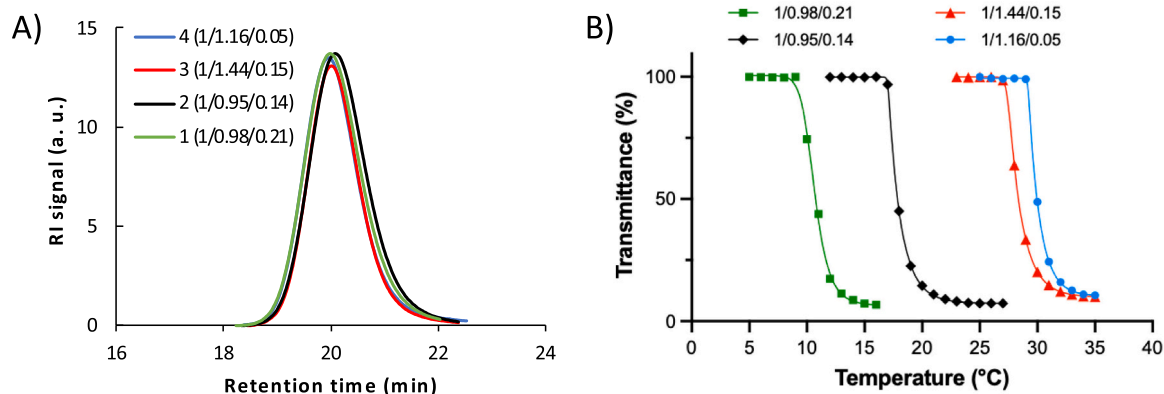 A)
15
10
5
0
4 (1/1.16/0.05)
3 (1/1.44/0.15)
2 (1/0.95/0.14)
1 (1/0.98/0.21)
RI signal (a. u.)
16 18 20 22 24
Retention time (min)
B)
1/0.98/0.21 1/1.44/0.15
1/0.95/0.14 1/1.16/0.05
100
50
0
Transmittance (%)
0 5 10 15 20 25 30 35 40
Temperature (°C)